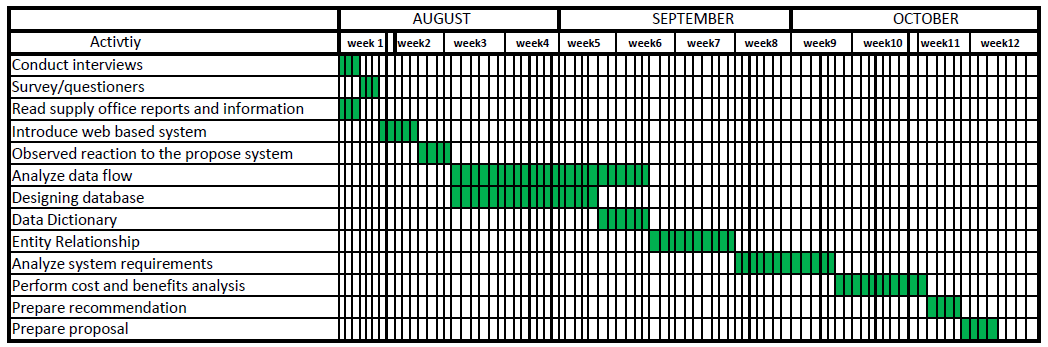 AUGUST SEPTEMBER OCTOBER
Activtiy week 1 week2 week3 week4 week5 week6 week7 week8 week9 week10 week11 week12
Conduct interviews
Survey/questioners
Read supply office reports and information
Introduce web based system
Observed reaction to the propose system
Analyze data flow
Designing database
Data Dictionary
Entity Relationship
Analyze system requirements
Perform cost and benefits analysis
Prepare recommendation
Prepare proposal